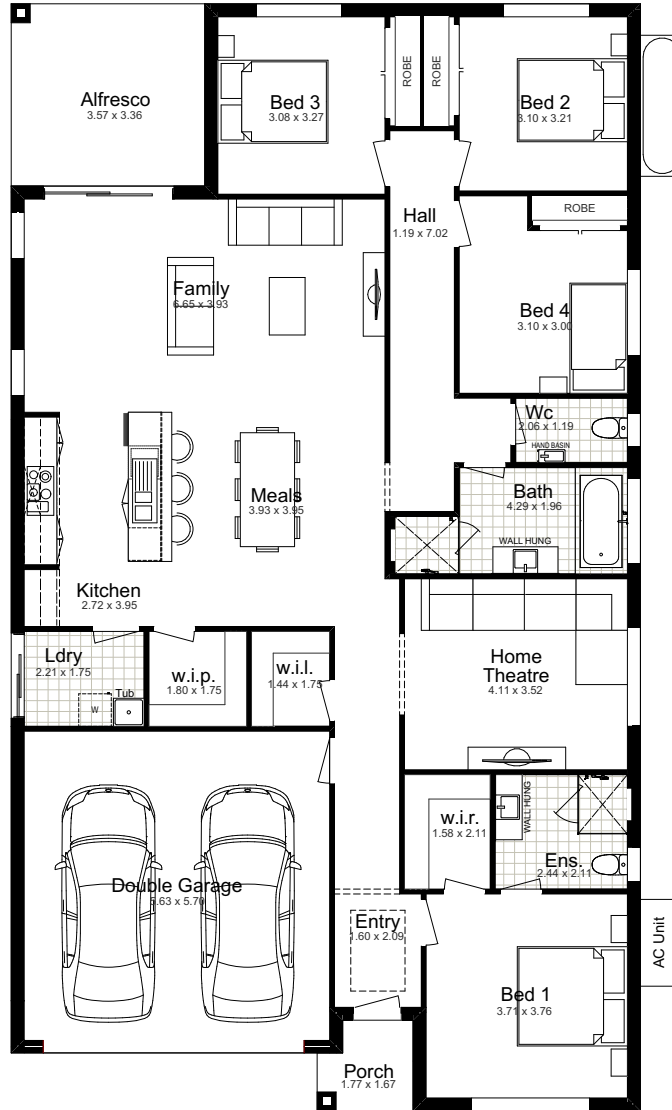 Alfresco
3.57 x 3.36
Bed 3
3.08 x 3.27
ROBE
ROBE
Bed 2
3.10 x 3.21
Hall
1.19 x 7.02
ROBE
Family
6.65 x 3.93
Bed 4
3.10 x 3.00
Wc
2.06 x 1.19
HAND BASIN
Bath
4.29 x 1.96
WALL HUNG
Meals
3.93 x 3.95
Kitchen
2.72 x 3.95
Ldry
2.21 x 1.75
Tub
W
w.i.p.
1.80 x 1.75
w.i.l.
1.44 x 1.75
Home
Theatre
4.11 x 3.52
w.i.r.
1.58 x 2.11
WALL HUNG
Ens.
2.44 x 2.11
Double Garage
5.63 x 5.70
Entry
1.60 x 2.09
AC Unit
Bed 1
3.71 x 3.76
Porch
1.77 x 1.67